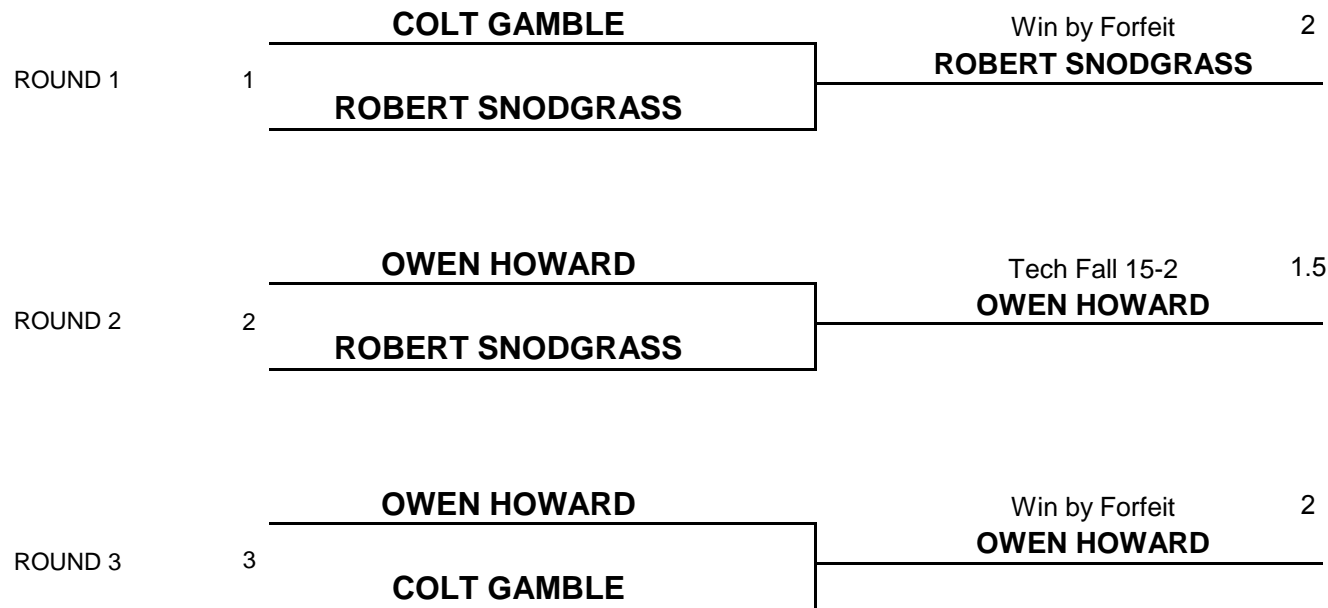 COLT GAMBLE
Win by Forfeit 2
ROUND 1 1 ROBERT SNODGRASS
ROBERT SNODGRASS
OWEN HOWARD
Tech Fall 15-2 1.5
ROUND 2 2 OWEN HOWARD
ROBERT SNODGRASS
OWEN HOWARD
Win by Forfeit 2
ROUND 3 3 OWEN HOWARD
COLT GAMBLE